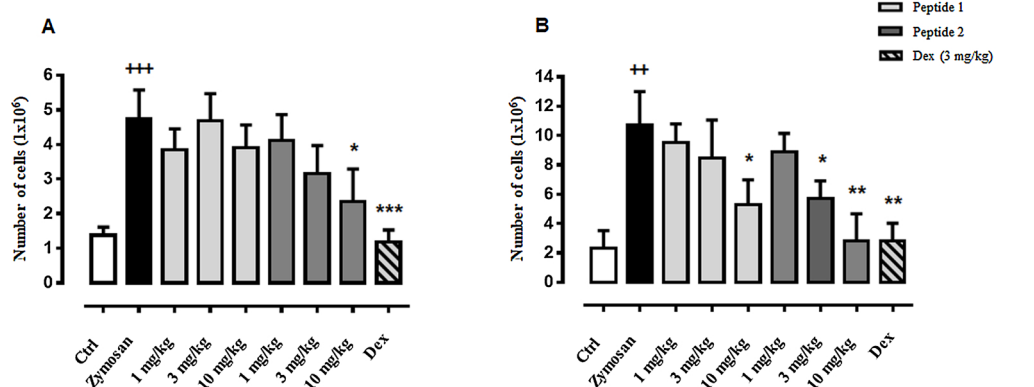 A
B
Peptide 1
Peptide 2
Dex (3 mg/kg)
+++
*
***
Number of cells (1x10⁶)
6
5
4
3
2
1
0
Ctrl
Zymosan
1 mg/kg
3 mg/kg
10 mg/kg
1 mg/kg
3 mg/kg
10 mg/kg
Dex
++
*
*
**
**
Number of cells (1x10⁶)
14
12
10
8
6
4
2
0
Ctrl
Zymosan
1 mg/kg
3 mg/kg
10 mg/kg
1 mg/kg
3 mg/kg
10 mg/kg
Dex